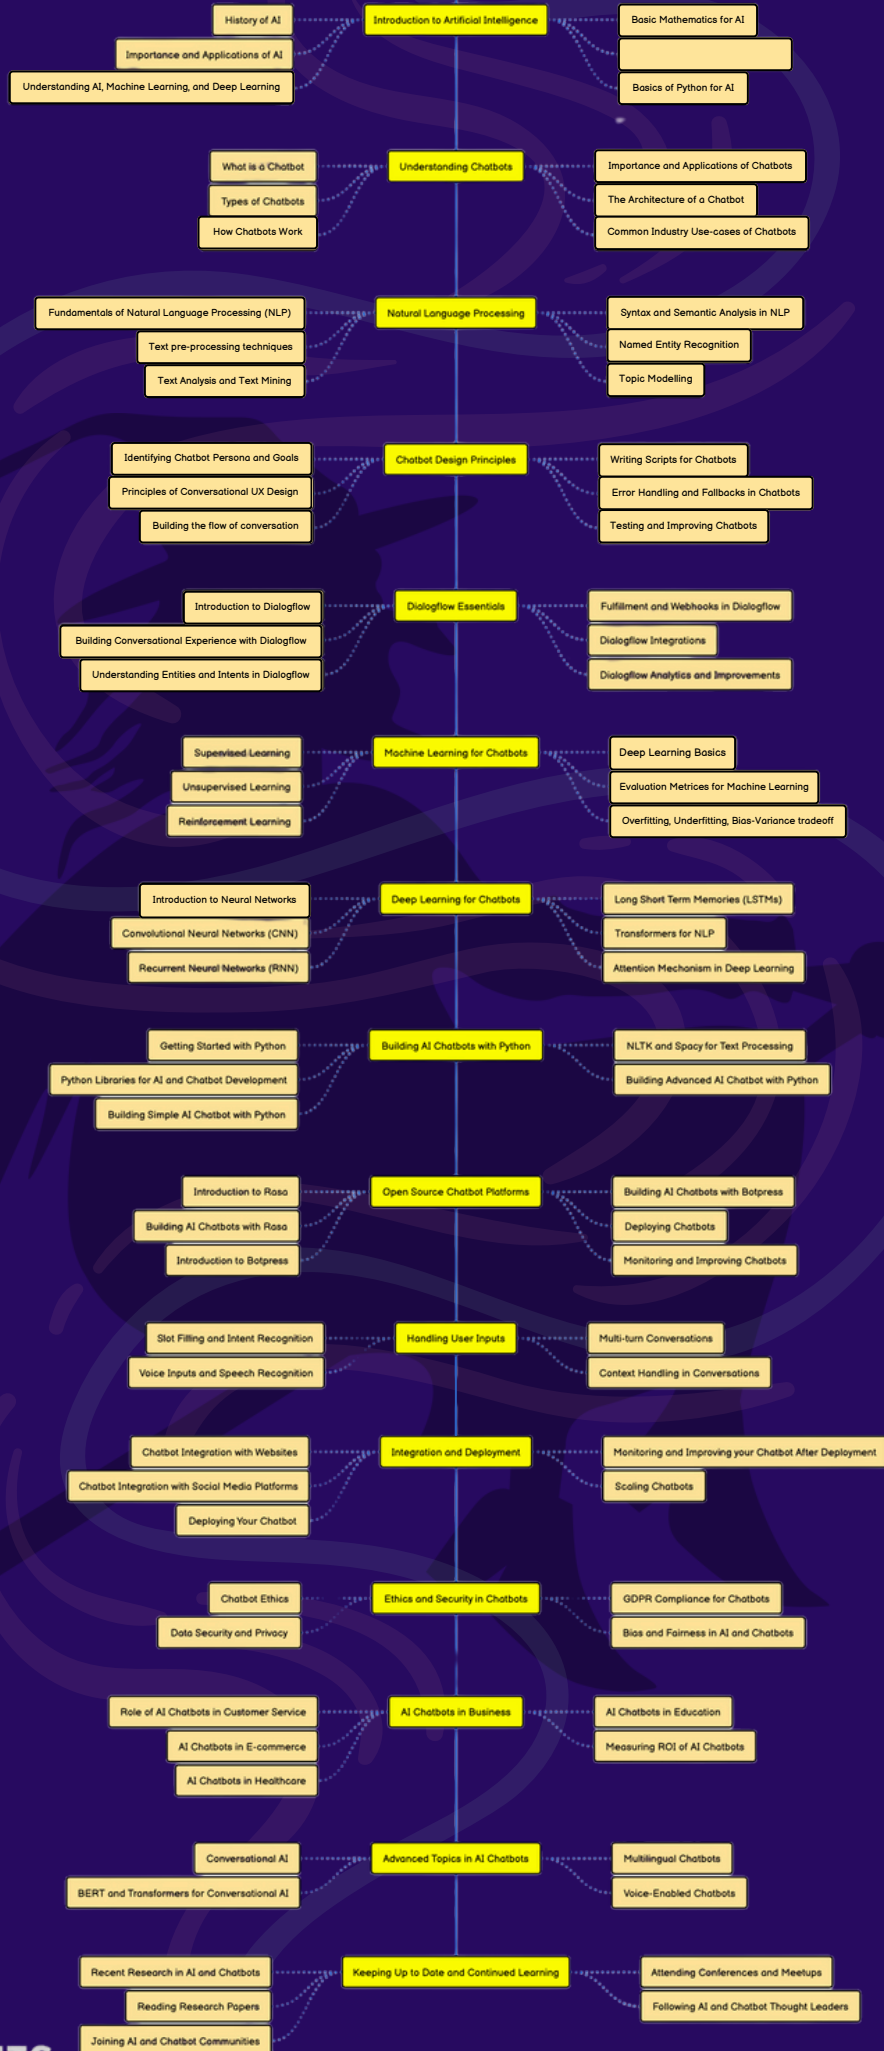 History of AI
Importance and Applications of AI
Understanding AI, Machine Learning, and Deep Learning
Introduction to Artificial Intelligence
Basic Mathematics for AI
Basics of Python for AI
What is a Chatbot
Types of Chatbots
How Chatbots Work
Understanding Chatbots
Importance and Applications of Chatbots
The Architecture of a Chatbot
Common Industry Use-cases of Chatbots
Fundamentals of Natural Language Processing (NLP)
Text pre-processing techniques
Text Analysis and Text Mining
Natural Language Processing
Syntax and Semantic Analysis in NLP
Named Entity Recognition
Topic Modelling
Identifying Chatbot Persona and Goals
Principles of Conversational UX Design
Building the flow of conversation
Chatbot Design Principles
Writing Scripts for Chatbots
Error Handling and Fallbacks in Chatbots
Testing and Improving Chatbots
Introduction to Dialogflow
Building Conversational Experience with Dialogflow
Understanding Entities and Intents in Dialogflow
Dialogflow Essentials
Fulfillment and Webhooks in Dialogflow
Dialogflow Integrations
Dialogflow Analytics and Improvements
Supervised Learning
Unsupervised Learning
Reinforcement Learning
Machine Learning for Chatbots
Deep Learning Basics
Evaluation Metrices for Machine Learning
Overfitting, Underfitting, Bias-Variance tradeoff
Introduction to Neural Networks
Convolutional Neural Networks (CNN)
Recurrent Neural Networks (RNN)
Deep Learning for Chatbots
Long Short Term Memories (LSTMs)
Transformers for NLP
Attention Mechanism in Deep Learning
Getting Started with Python
Python Libraries for AI and Chatbot Development
Building Simple AI Chatbot with Python
Building AI Chatbots with Python
NLTK and Spacy for Text Processing
Building Advanced AI Chatbot with Python
Introduction to Rasa
Building AI Chatbots with Rasa
Introduction to Botpress
Open Source Chatbot Platforms
Building AI Chatbots with Botpress
Deploying Chatbots
Monitoring and Improving Chatbots
Slot Filling and Intent Recognition
Voice Inputs and Speech Recognition
Handling User Inputs
Multi-turn Conversations
Context Handling in Conversations
Chatbot Integration with Websites
Chatbot Integration with Social Media Platforms
Deploying Your Chatbot
Integration and Deployment
Monitoring and Improving your Chatbot After Deployment
Scaling Chatbots
Chatbot Ethics
Data Security and Privacy
Ethics and Security in Chatbots
GDPR Compliance for Chatbots
Bias and Fairness in AI and Chatbots
Role of AI Chatbots in Customer Service
AI Chatbots in E-commerce
AI Chatbots in Healthcare
AI Chatbots in Business
AI Chatbots in Education
Measuring ROI of AI Chatbots
Conversational AI
BERT and Transformers for Conversational AI
Advanced Topics in AI Chatbots
Multilingual Chatbots
Voice-Enabled Chatbots
Recent Research in AI and Chatbots
Reading Research Papers
Joining AI and Chatbot Communities
Keeping Up to Date and Continued Learning
Attending Conferences and Meetups
Following AI and Chatbot Thought Leaders